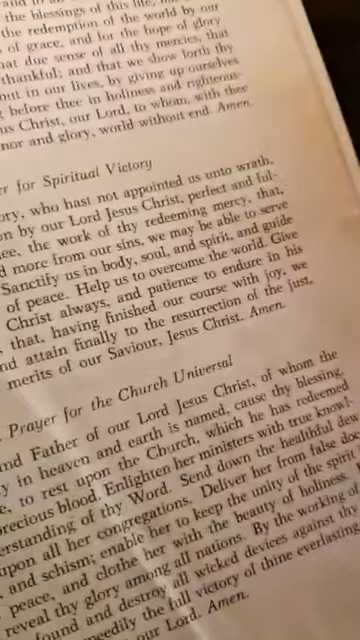 the blessings of this life,
the redemption of the world by our
of grace, and for the hope of glory
that due sense of all thy mercies, that
thankful; and that we show forth thy
but in our lives, by giving up ourselves
before thee in holiness and righteous-
us Christ, our Lord, to whom, with thee
nor and glory, world without end. Amen.
er for Spiritual Victory
ory, who hast not appointed us unto wrath,
on by our Lord Jesus Christ, perfect and ful-
ee, the work of thy redeeming mercy, that,
d more from our sins, we may be able to serve
Sanctify us in body, soul, and spirit, and guide
of peace. Help us to overcome the world. Give
Christ always, and patience to endure in his
that, having finished our course with joy, we
nd attain finally to the resurrection of the just,
merits of our Saviour, Jesus Christ. Amen.
Prayer for the Church Universal
and Father of our Lord Jesus Christ, of whom the
y in heaven and earth is named, cause thy blessing,
e, to rest upon the Church, which he has redeemed
recious blood. Enlighten her ministers with true knowl-
erstanding of thy Word. Send down the healthful dew
upon all her congregations. Deliver her from false doc-
and schism; enable her to keep the unity of the spirit
peace, and clothe her with the beauty of holiness.
reveal thy glory among all nations. By the working of
found and destroy all wicked devices against thy
peedily the full victory of thine everlasting
our Lord. Amen.